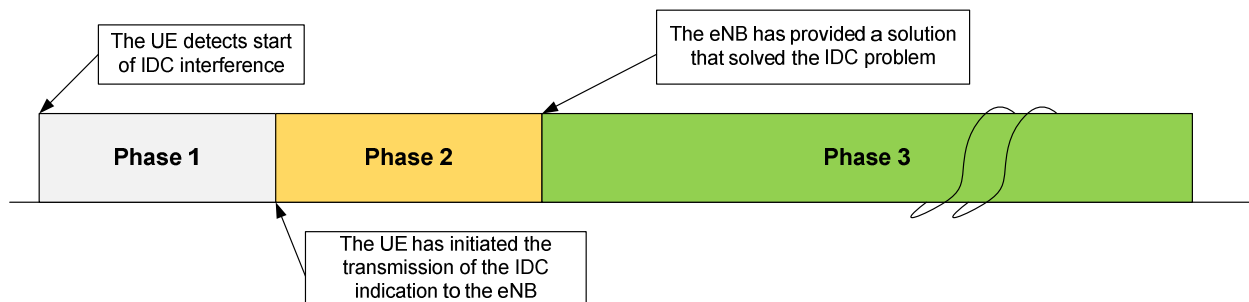 The UE detects start
of IDC interference
The eNB has provided a solution
that solved the IDC problem
Phase 1
Phase 2
Phase 3
The UE has initiated the
transmission of the IDC
indication to the eNB